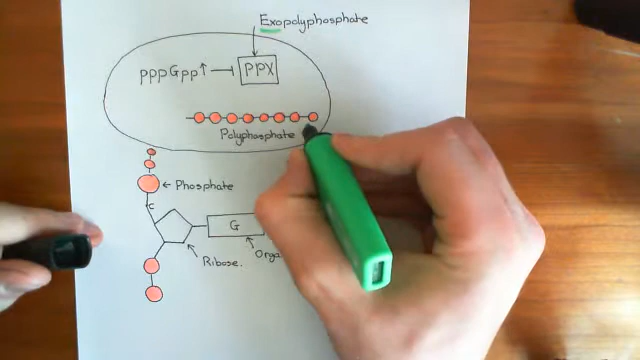 Exopolyphosphate
pppGpp↑ PPX
Polyphosphate
← Phosphate
C
G
Ribose.